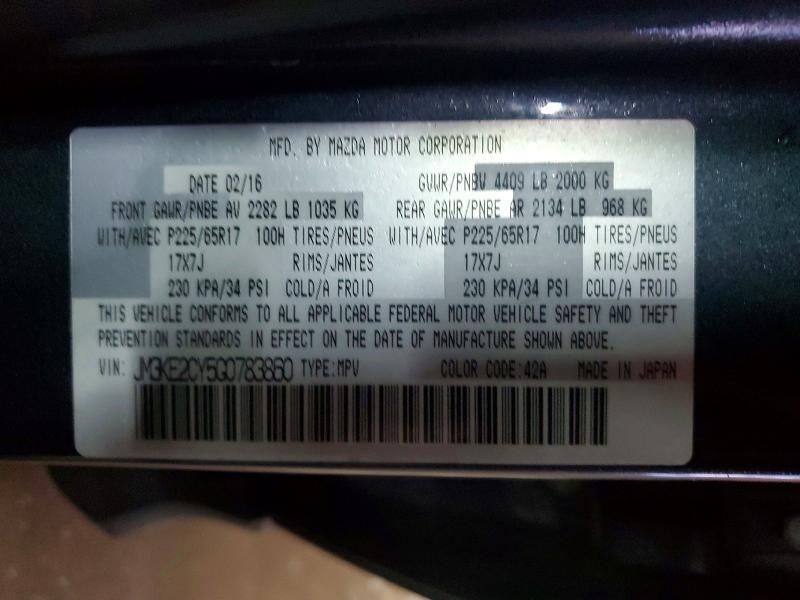 MFD. BY MAZDA MOTOR CORPORATION
DATE 02/16 GVWR/PNBV 4409 LB 2000 KG
FRONT GAWR/PNBE AV 2282 LB 1035 KG REAR GAWR/PNBE AR 2134 LB 968 KG
WITH/AVEC P225/65R17 100H TIRES/PNEUS WITH/AVEC P225/65R17 100H TIRES/PNEUS
17X7J RIMS/JANTES 17X7J RIMS/JANTES
230 KPA/34 PSI COLD/A FROID 230 KPA/34 PSI COLD/A FROID
THIS VEHICLE CONFORMS TO ALL APPLICABLE FEDERAL MOTOR VEHICLE SAFETY AND THEFT
PREVENTION STANDARDS IN EFFECT ON THE DATE OF MANUFACTURE SHOWN ABOVE.
VIN: JM3KE2CY5G0783860 TYPE:MPV COLOR CODE:42A MADE IN JAPAN